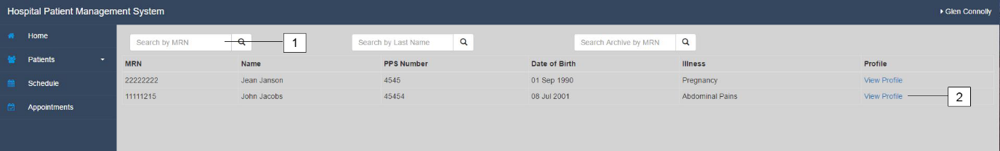 Hospital Patient Management System
Glen Connolly
Home
Patients
Schedule
Appointments
Search by MRN
1
Search by Last Name
Search Archive by MRN
MRN Name PPS Number Date of Birth Illness Profile
22222222 Jean Janson 4545 01 Sep 1990 Pregnancy View Profile
11111215 John Jacobs 45454 08 Jul 2001 Abdominal Pains View Profile
2